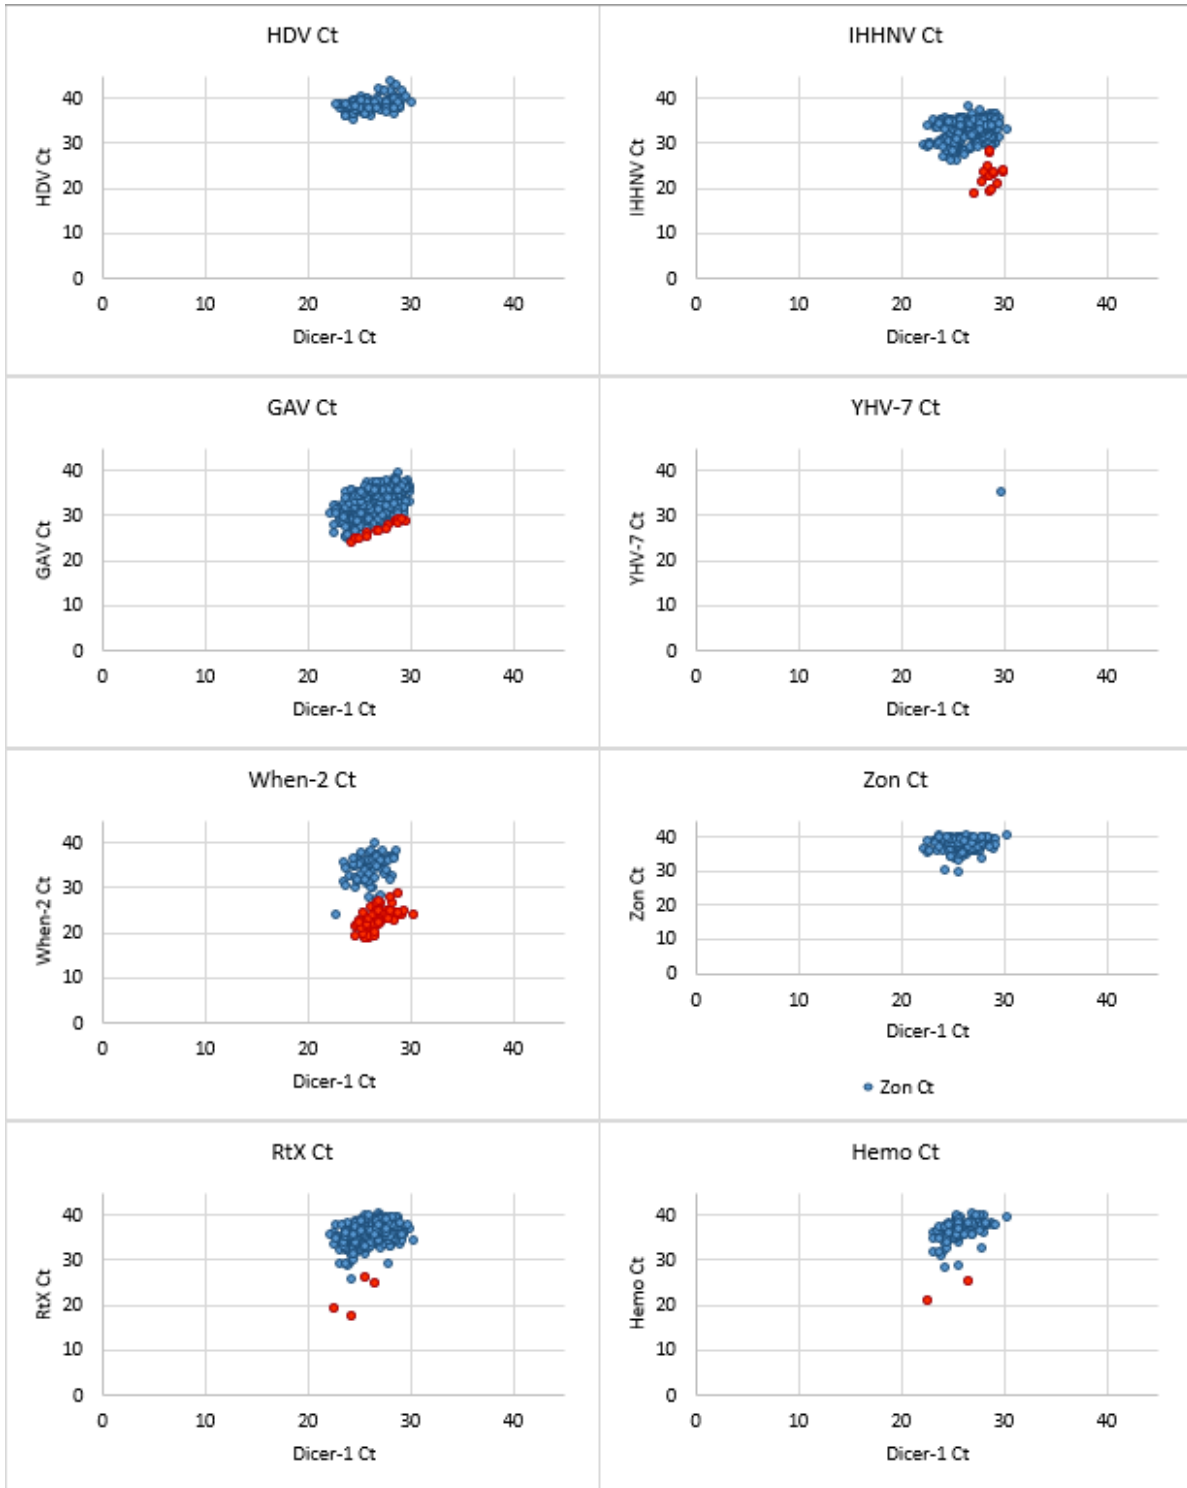 HDV Ct
HDV Ct
40
30
20
10
0
0 10 20 30 40
Dicer-1 Ct
IHHNV Ct
IHHNV Ct
40
30
20
10
0
0 10 20 30 40
Dicer-1 Ct
GAV Ct
GAV Ct
40
30
20
10
0
0 10 20 30 40
Dicer-1 Ct
YHV-7 Ct
YHV-7 Ct
40
30
20
10
0
0 10 20 30 40
Dicer-1 Ct
When-2 Ct
When-2 Ct
40
30
20
10
0
0 10 20 30 40
Dicer-1 Ct
Zon Ct
Zon Ct
40
30
20
10
0
0 10 20 30 40
Dicer-1 Ct
Zon Ct
RtX Ct
RtX Ct
40
30
20
10
0
0 10 20 30 40
Dicer-1 Ct
Hemo Ct
Hemo Ct
40
30
20
10
0
0 10 20 30 40
Dicer-1 Ct